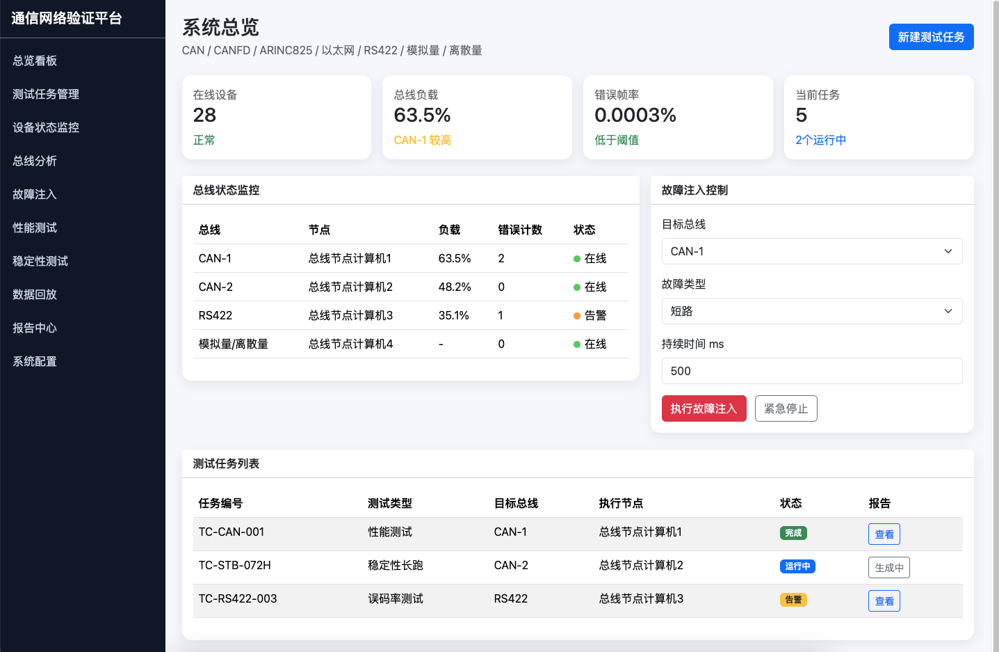 通信网络验证平台
总览看板
测试任务管理
设备状态监控
总线分析
故障注入
性能测试
稳定性测试
数据回放
报告中心
系统配置
系统总览
CAN / CANFD / ARINC825 / 以太网 / RS422 / 模拟量 / 离散量
新建测试任务
在线设备
28
正常
总线负载
63.5%
CAN-1 较高
错误帧率
0.0003%
低于阈值
当前任务
5
2个运行中
总线状态监控
总线 节点 负载 错误计数 状态
CAN-1 总线节点计算机1 63.5% 2 在线
CAN-2 总线节点计算机2 48.2% 0 在线
RS422 总线节点计算机3 35.1% 1 告警
模拟量/离散量 总线节点计算机4 - 0 在线
故障注入控制
目标总线
CAN-1
故障类型
短路
持续时间 ms
500
执行故障注入 紧急停止
测试任务列表
任务编号 测试类型 目标总线 执行节点 状态 报告
TC-CAN-001 性能测试 CAN-1 总线节点计算机1 完成 查看
TC-STB-072H 稳定性长跑 CAN-2 总线节点计算机2 运行中 生成中
TC-RS422-003 误码率测试 RS422 总线节点计算机3 告警 查看